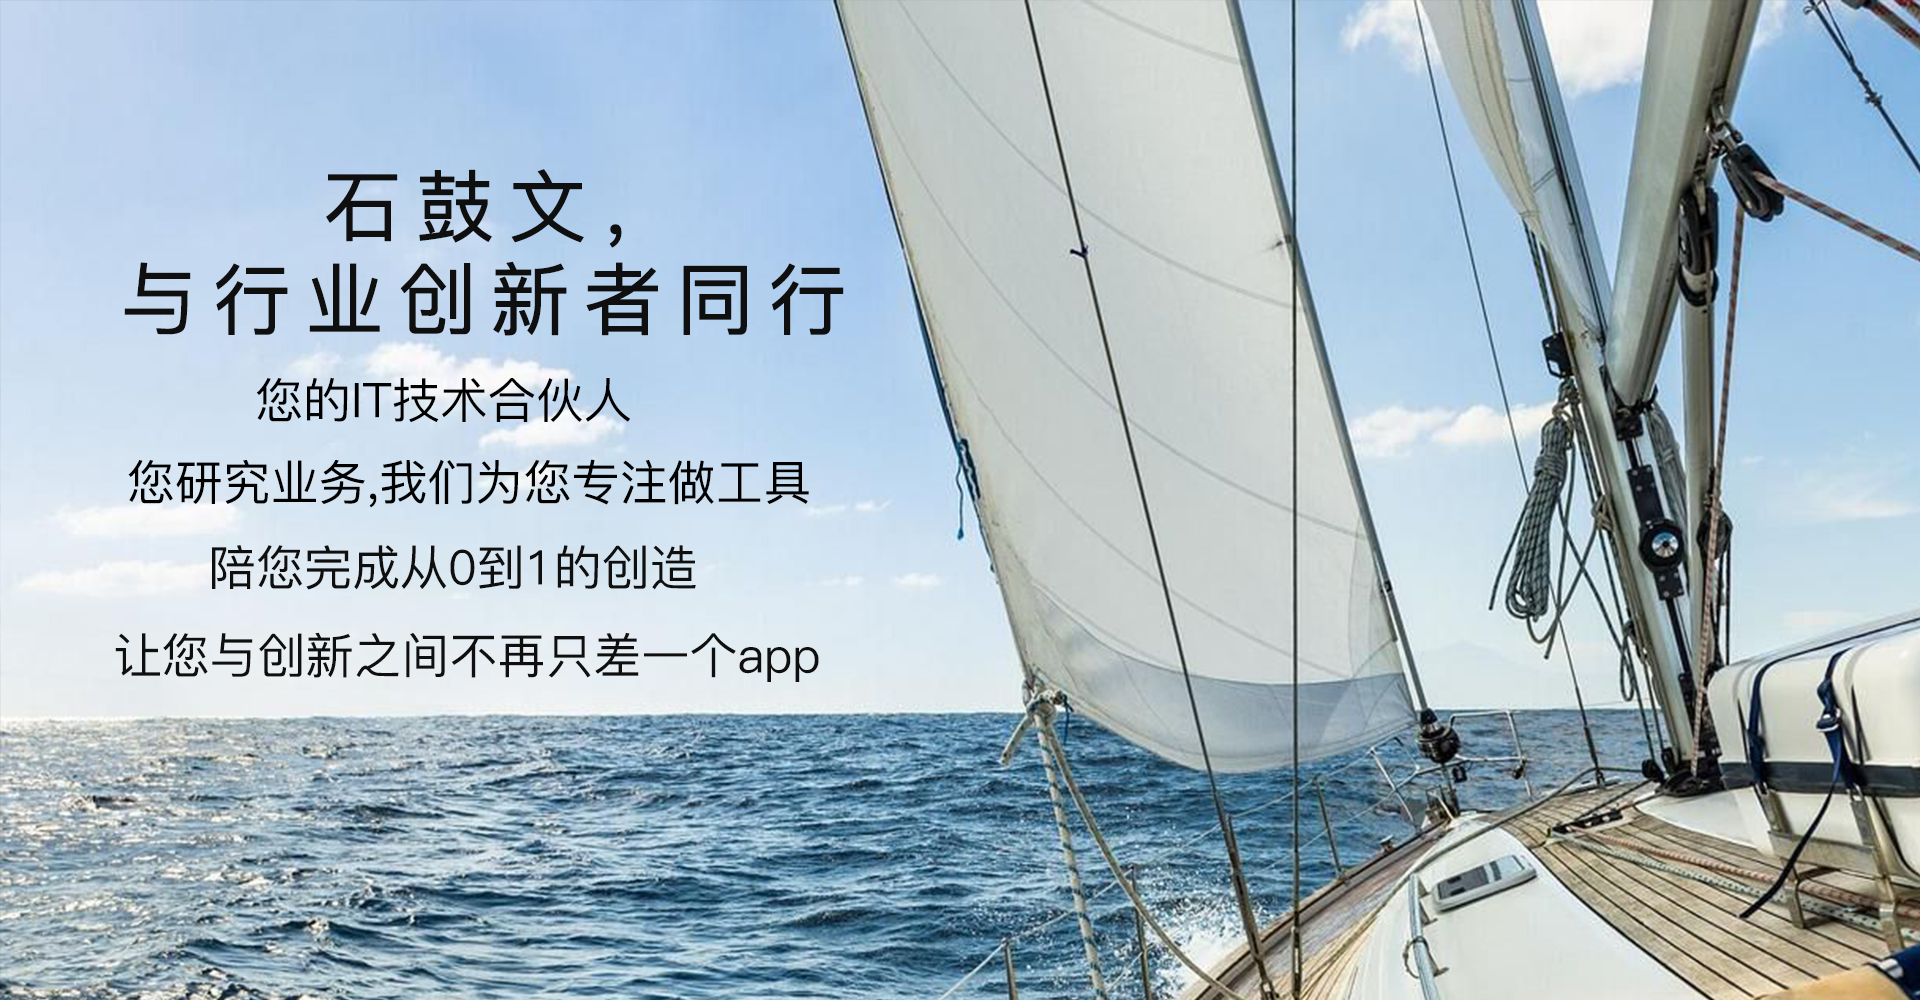 石鼓文,
与行业创新者同行
您的IT技术合伙人
您研究业务,我们为您专注做工具
陪您完成从0到1的创造
让您与创新之间不再只差一个app